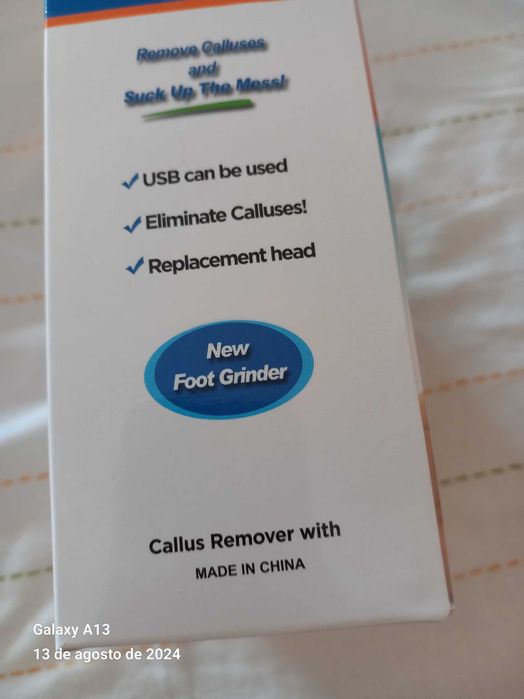 Remove Calluses
and
Suck Up The Mess!
USB can be used
Eliminate Calluses!
Replacement head
New
Foot Grinder
Callus Remover with
MADE IN CHINA
Galaxy A13
13 de agosto de 2024